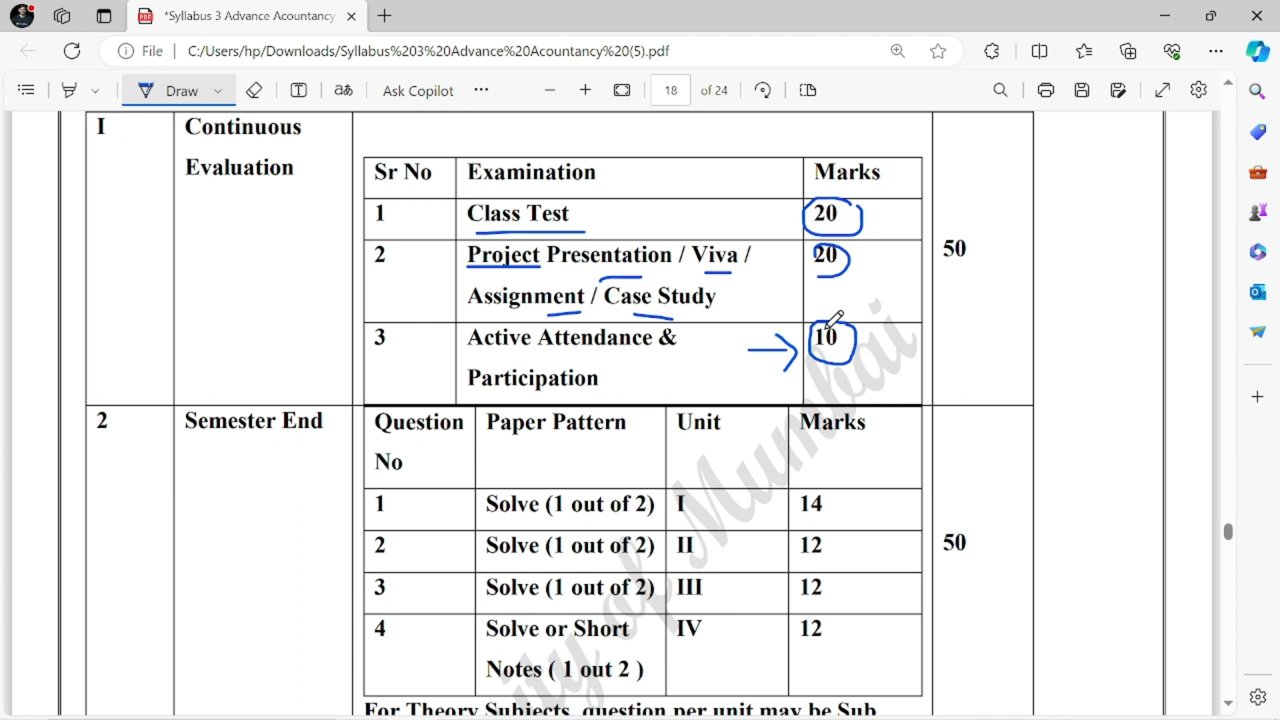 *Syllabus 3 Advance Acountancy
File C:/Users/hp/Downloads/Syllabus%203%20Advance%20Acountancy%20(5).pdf
Draw aあ Ask Copilot 18 of 24
I Continuous Evaluation 50
Sr No Examination Marks
1 Class Test 20
2 Project Presentation / Viva / 20
Assignment / Case Study
3 Active Attendance & 10
Participation
2 Semester End 50
Question No Paper Pattern Unit Marks
1 Solve (1 out of 2) I 14
2 Solve (1 out of 2) II 12
3 Solve (1 out of 2) III 12
4 Solve or Short IV 12
Notes ( 1 out 2 )
For Theory Subjects, question per unit may be Sub
ity of Mumbai